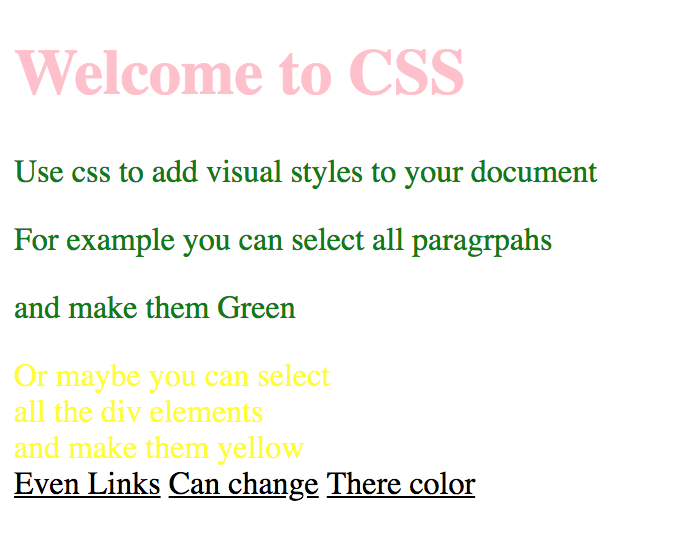 Welcome to CSS
Use css to add visual styles to your document
For example you can select all paragrpahs
and make them Green
Or maybe you can select
all the div elements
and make them yellow
Even Links Can change There color